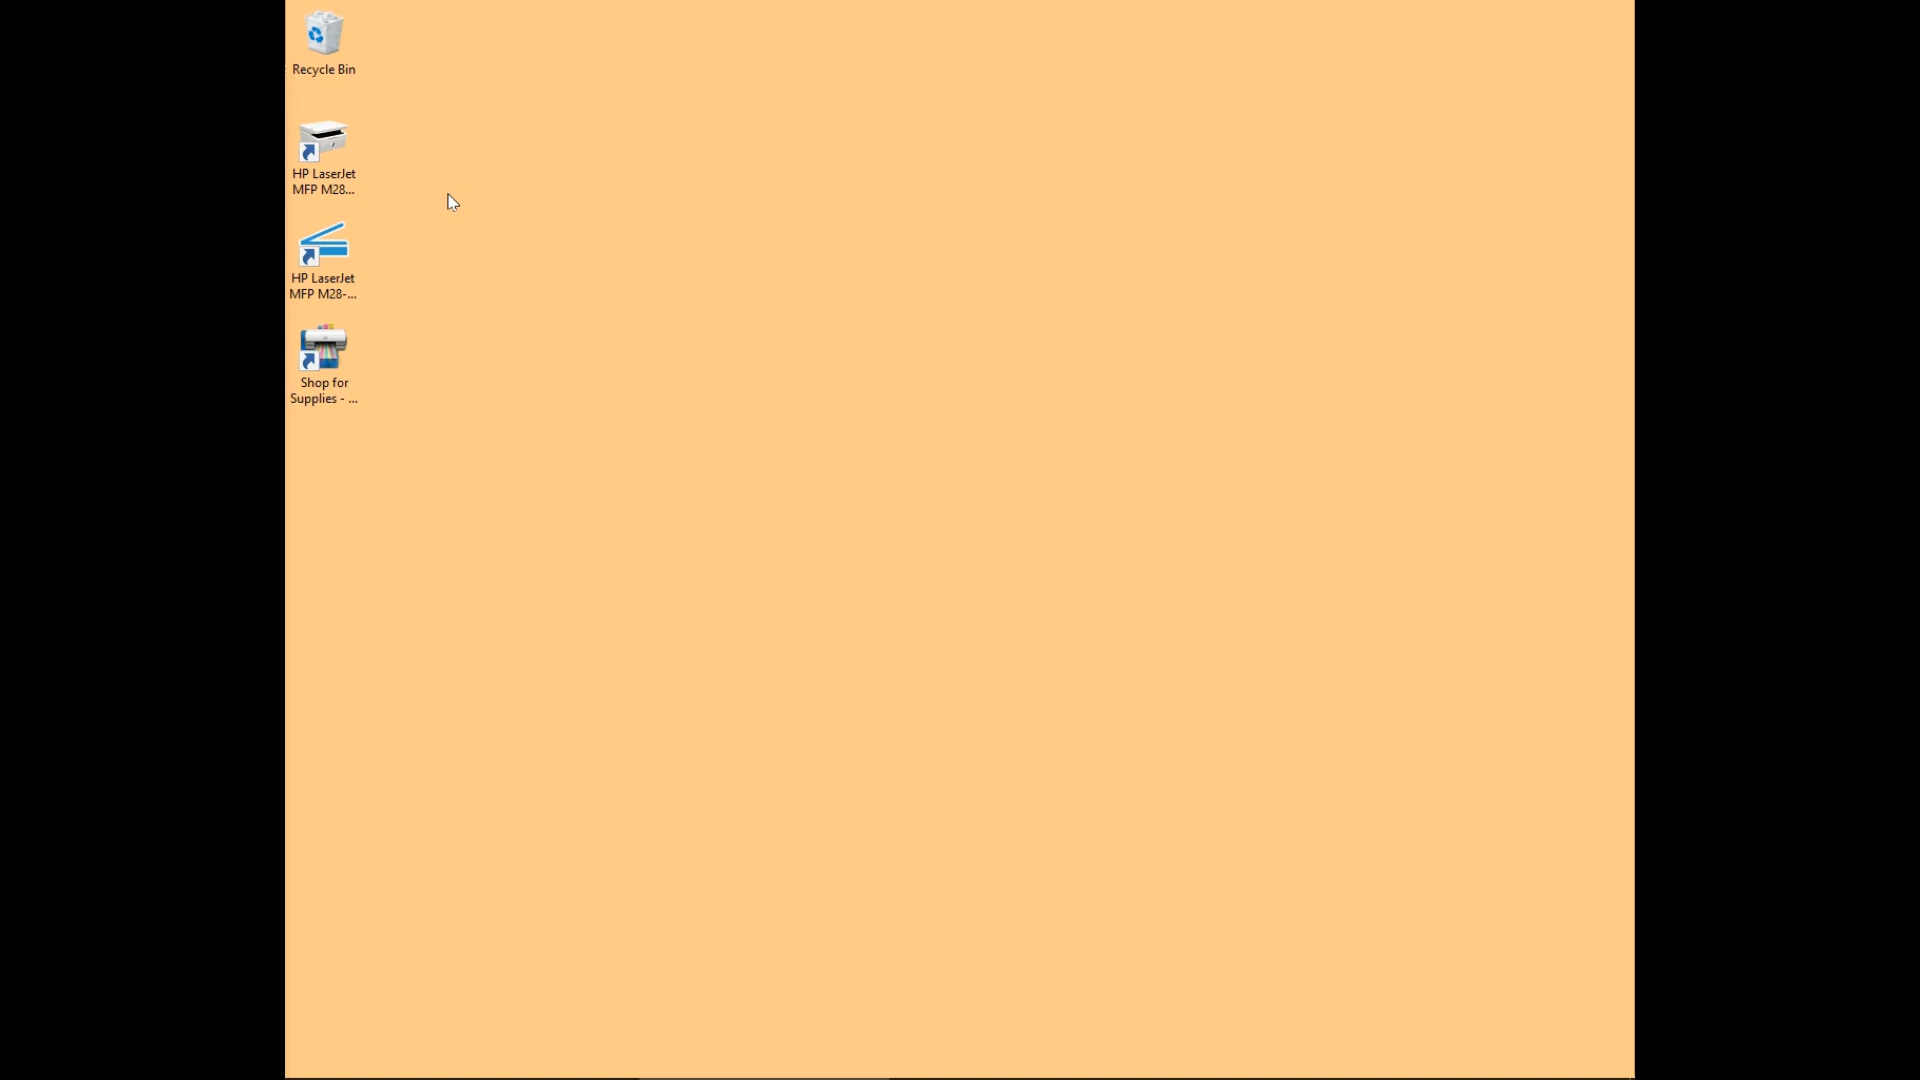 Recycle Bin
HP LaserJet
MFP M28...
HP LaserJet
MFP M28-...
Shop for
Supplies - ...